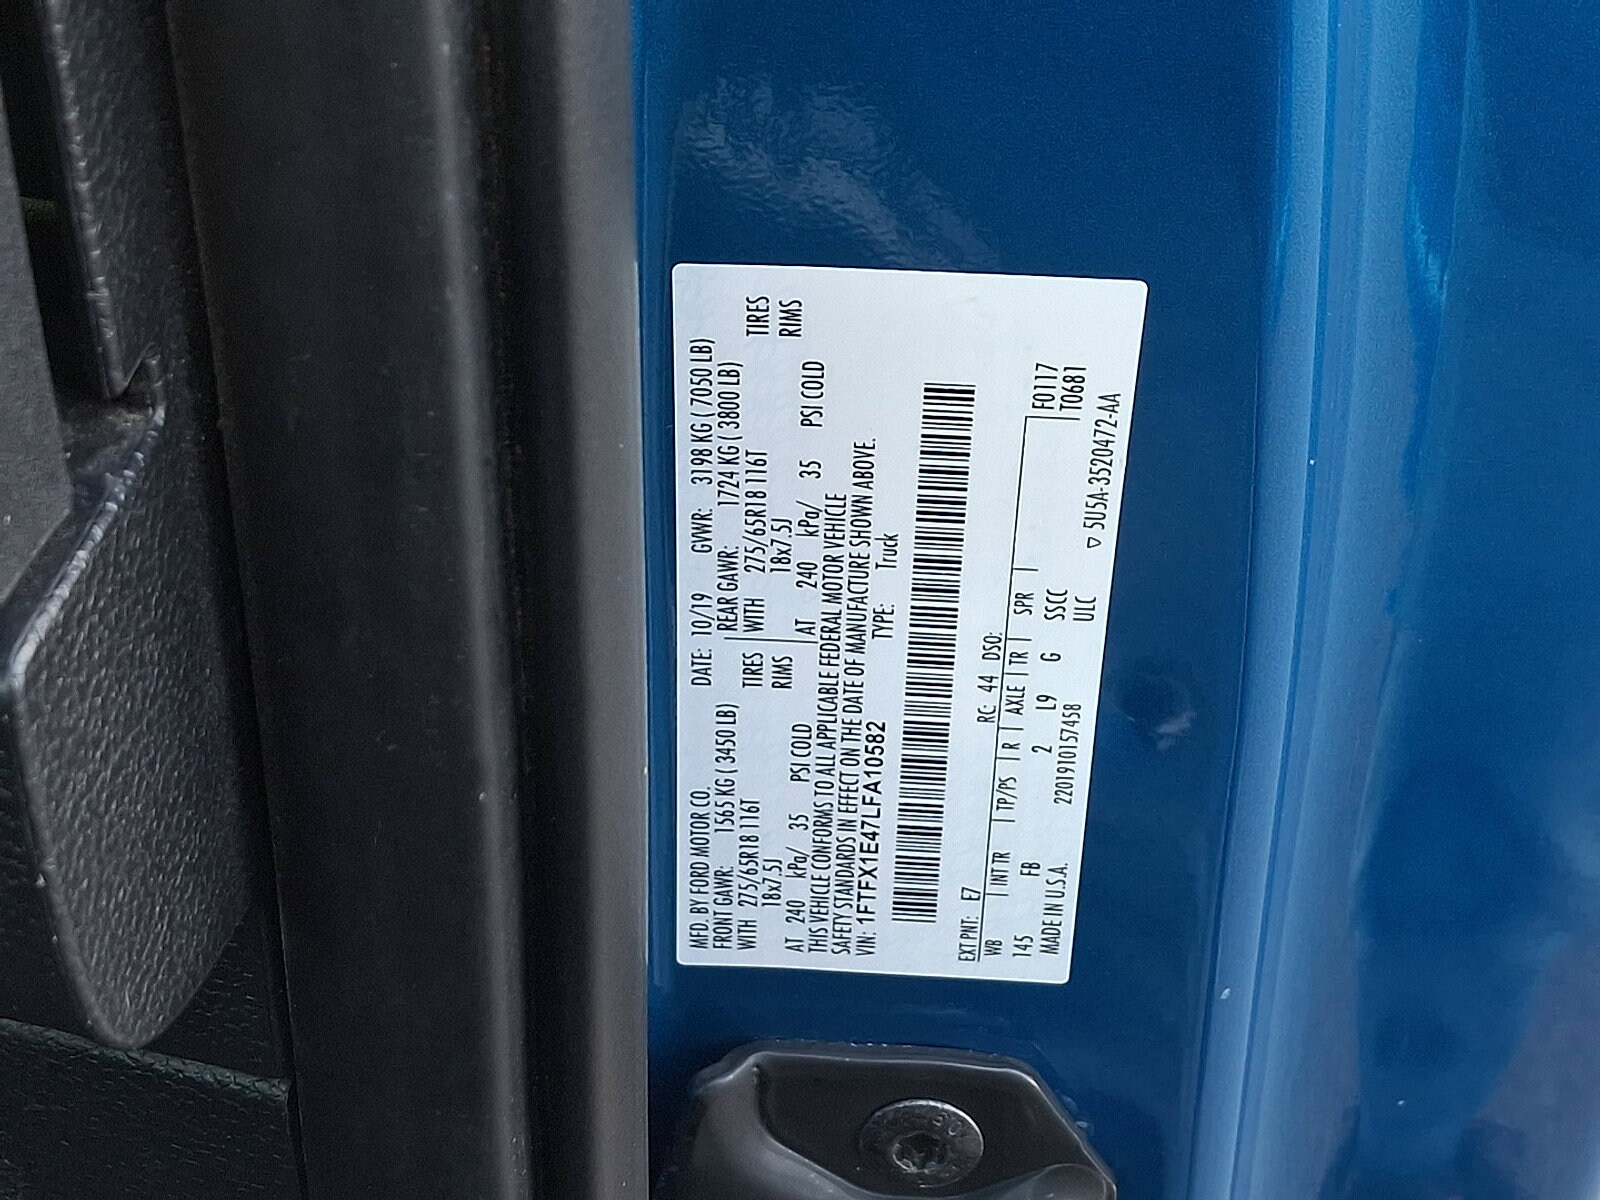 MFD. BY FORD MOTOR CO. DATE: 10/19 GVWR: 3198 KG ( 7050 LB)
FRONT GAWR: 1565 KG ( 3450 LB) REAR GAWR: 1724 KG ( 3800 LB)
WITH 275/65R18 116T TIRES WITH 275/65R18 116T TIRES
18x7.5J RIMS 18x7.5J RIMS
AT 240 kPa/ 35 PSI COLD AT 240 kPa/ 35 PSI COLD
THIS VEHICLE CONFORMS TO ALL APPLICABLE FEDERAL MOTOR VEHICLE
SAFETY STANDARDS IN EFFECT ON THE DATE OF MANUFACTURE SHOWN ABOVE.
VIN: 1FTFX1E47LFA10582 TYPE: Truck
EXT PNT: E7 RC: 44 DSO:
WB | INT TR | TP/PS | R | AXLE | TR | SPR | F0117
145 FB 2 L9 G SSCC T0681
MADE IN U.S.A. 220191015​7458 ULC
▽ 5U5A-3520472-AA